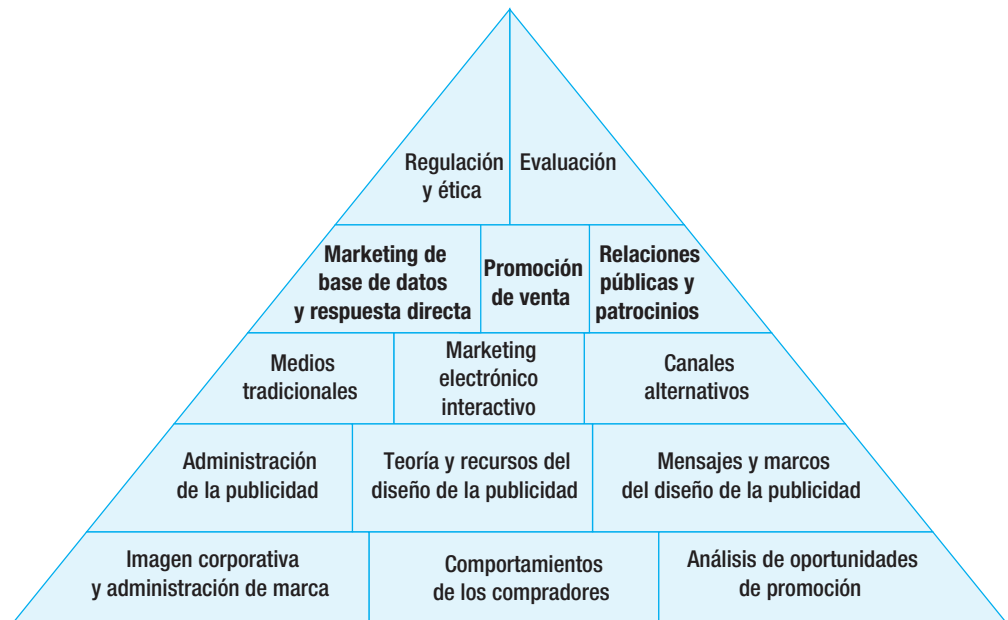 Regulación
y ética
Evaluación
Marketing de
base de datos
y respuesta directa
Promoción
de venta
Relaciones
públicas y
patrocinios
Medios
tradicionales
Marketing
electrónico
interactivo
Canales
alternativos
Administración
de la publicidad
Teoría y recursos del
diseño de la publicidad
Mensajes y marcos
del diseño de la publicidad
Imagen corporativa
y administración de marca
Comportamientos
de los compradores
Análisis de oportunidades
de promoción